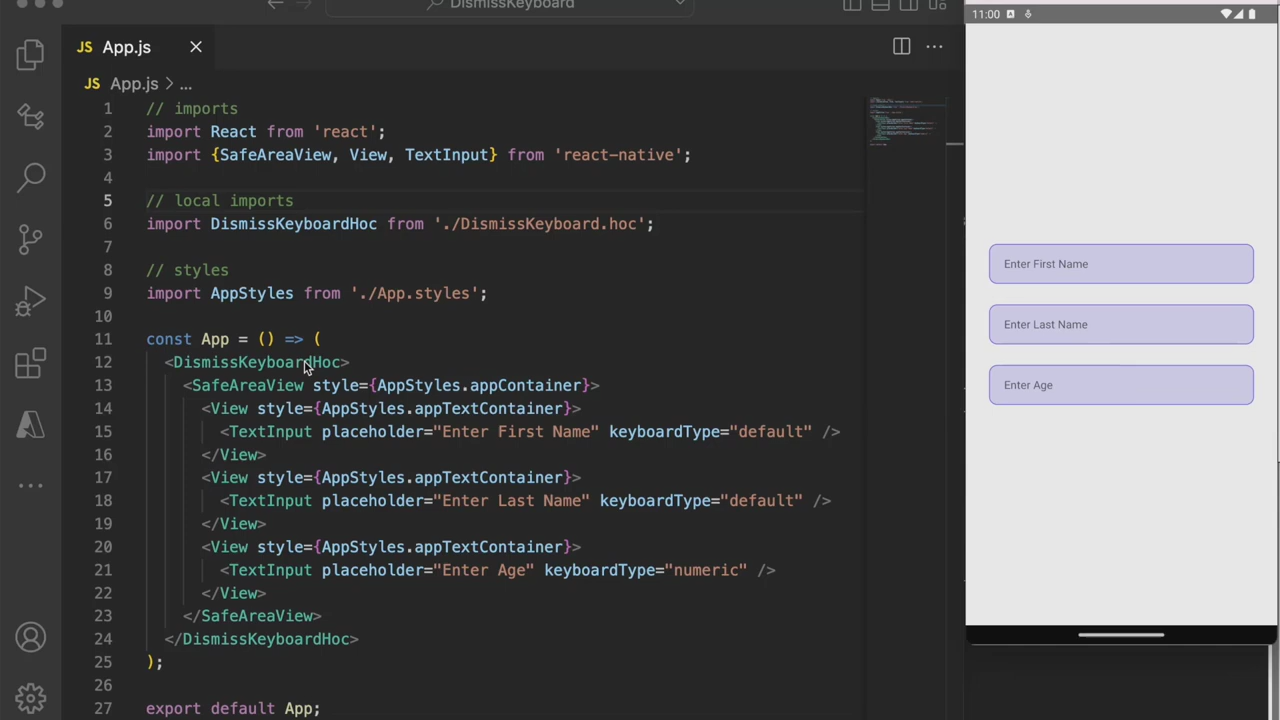 DismissKeyboard
JS App.js
JS App.js > ...
1 // imports
2 import React from 'react';
3 import {SafeAreaView, View, TextInput} from 'react-native';
4
5 // local imports
6 import DismissKeyboardHoc from './DismissKeyboard.hoc';
7
8 // styles
9 import AppStyles from './App.styles';
10
11 const App = () => (
12 <DismissKeyboardHoc>
13 <SafeAreaView style={AppStyles.appContainer}>
14 <View style={AppStyles.appTextContainer}>
15 <TextInput placeholder="Enter First Name" keyboardType="default" />
16 </View>
17 <View style={AppStyles.appTextContainer}>
18 <TextInput placeholder="Enter Last Name" keyboardType="default" />
19 </View>
20 <View style={AppStyles.appTextContainer}>
21 <TextInput placeholder="Enter Age" keyboardType="numeric" />
22 </View>
23 </SafeAreaView>
24 </DismissKeyboardHoc>
25 );
26
27 export default App;
11:00
Enter First Name
Enter Last Name
Enter Age